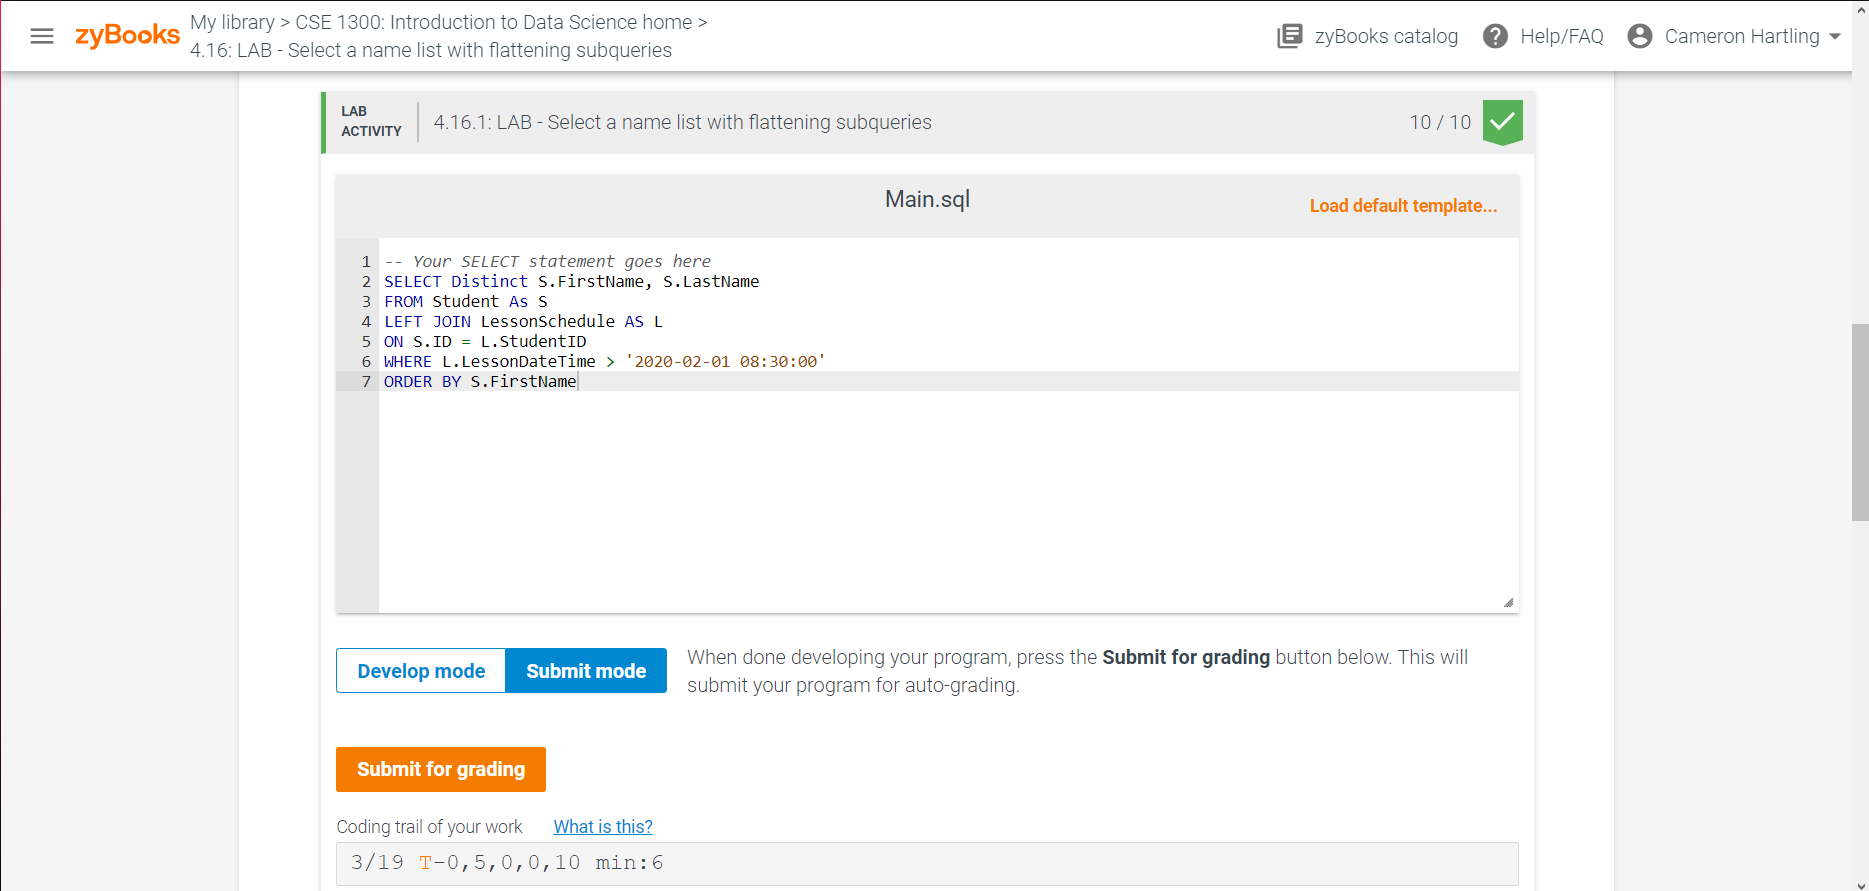 zyBooks
My library > CSE 1300: Introduction to Data Science home >
4.16: LAB - Select a name list with flattening subqueries
zyBooks catalog
Help/FAQ
Cameron Hartling
LAB
ACTIVITY
4.16.1: LAB - Select a name list with flattening subqueries
10 / 10
Main.sql
Load default template...
1 -- Your SELECT statement goes here
2 SELECT Distinct S.FirstName, S.LastName
3 FROM Student As S
4 LEFT JOIN LessonSchedule AS L
5 ON S.ID = L.StudentID
6 WHERE L.LessonDateTime > '2020-02-01 08:30:00'
7 ORDER BY S.FirstName
Develop mode
Submit mode
When done developing your program, press the Submit for grading button below. This will
submit your program for auto-grading.
Submit for grading
Coding trail of your work What is this?
3/19 T-0,5,0,0,10 min:6